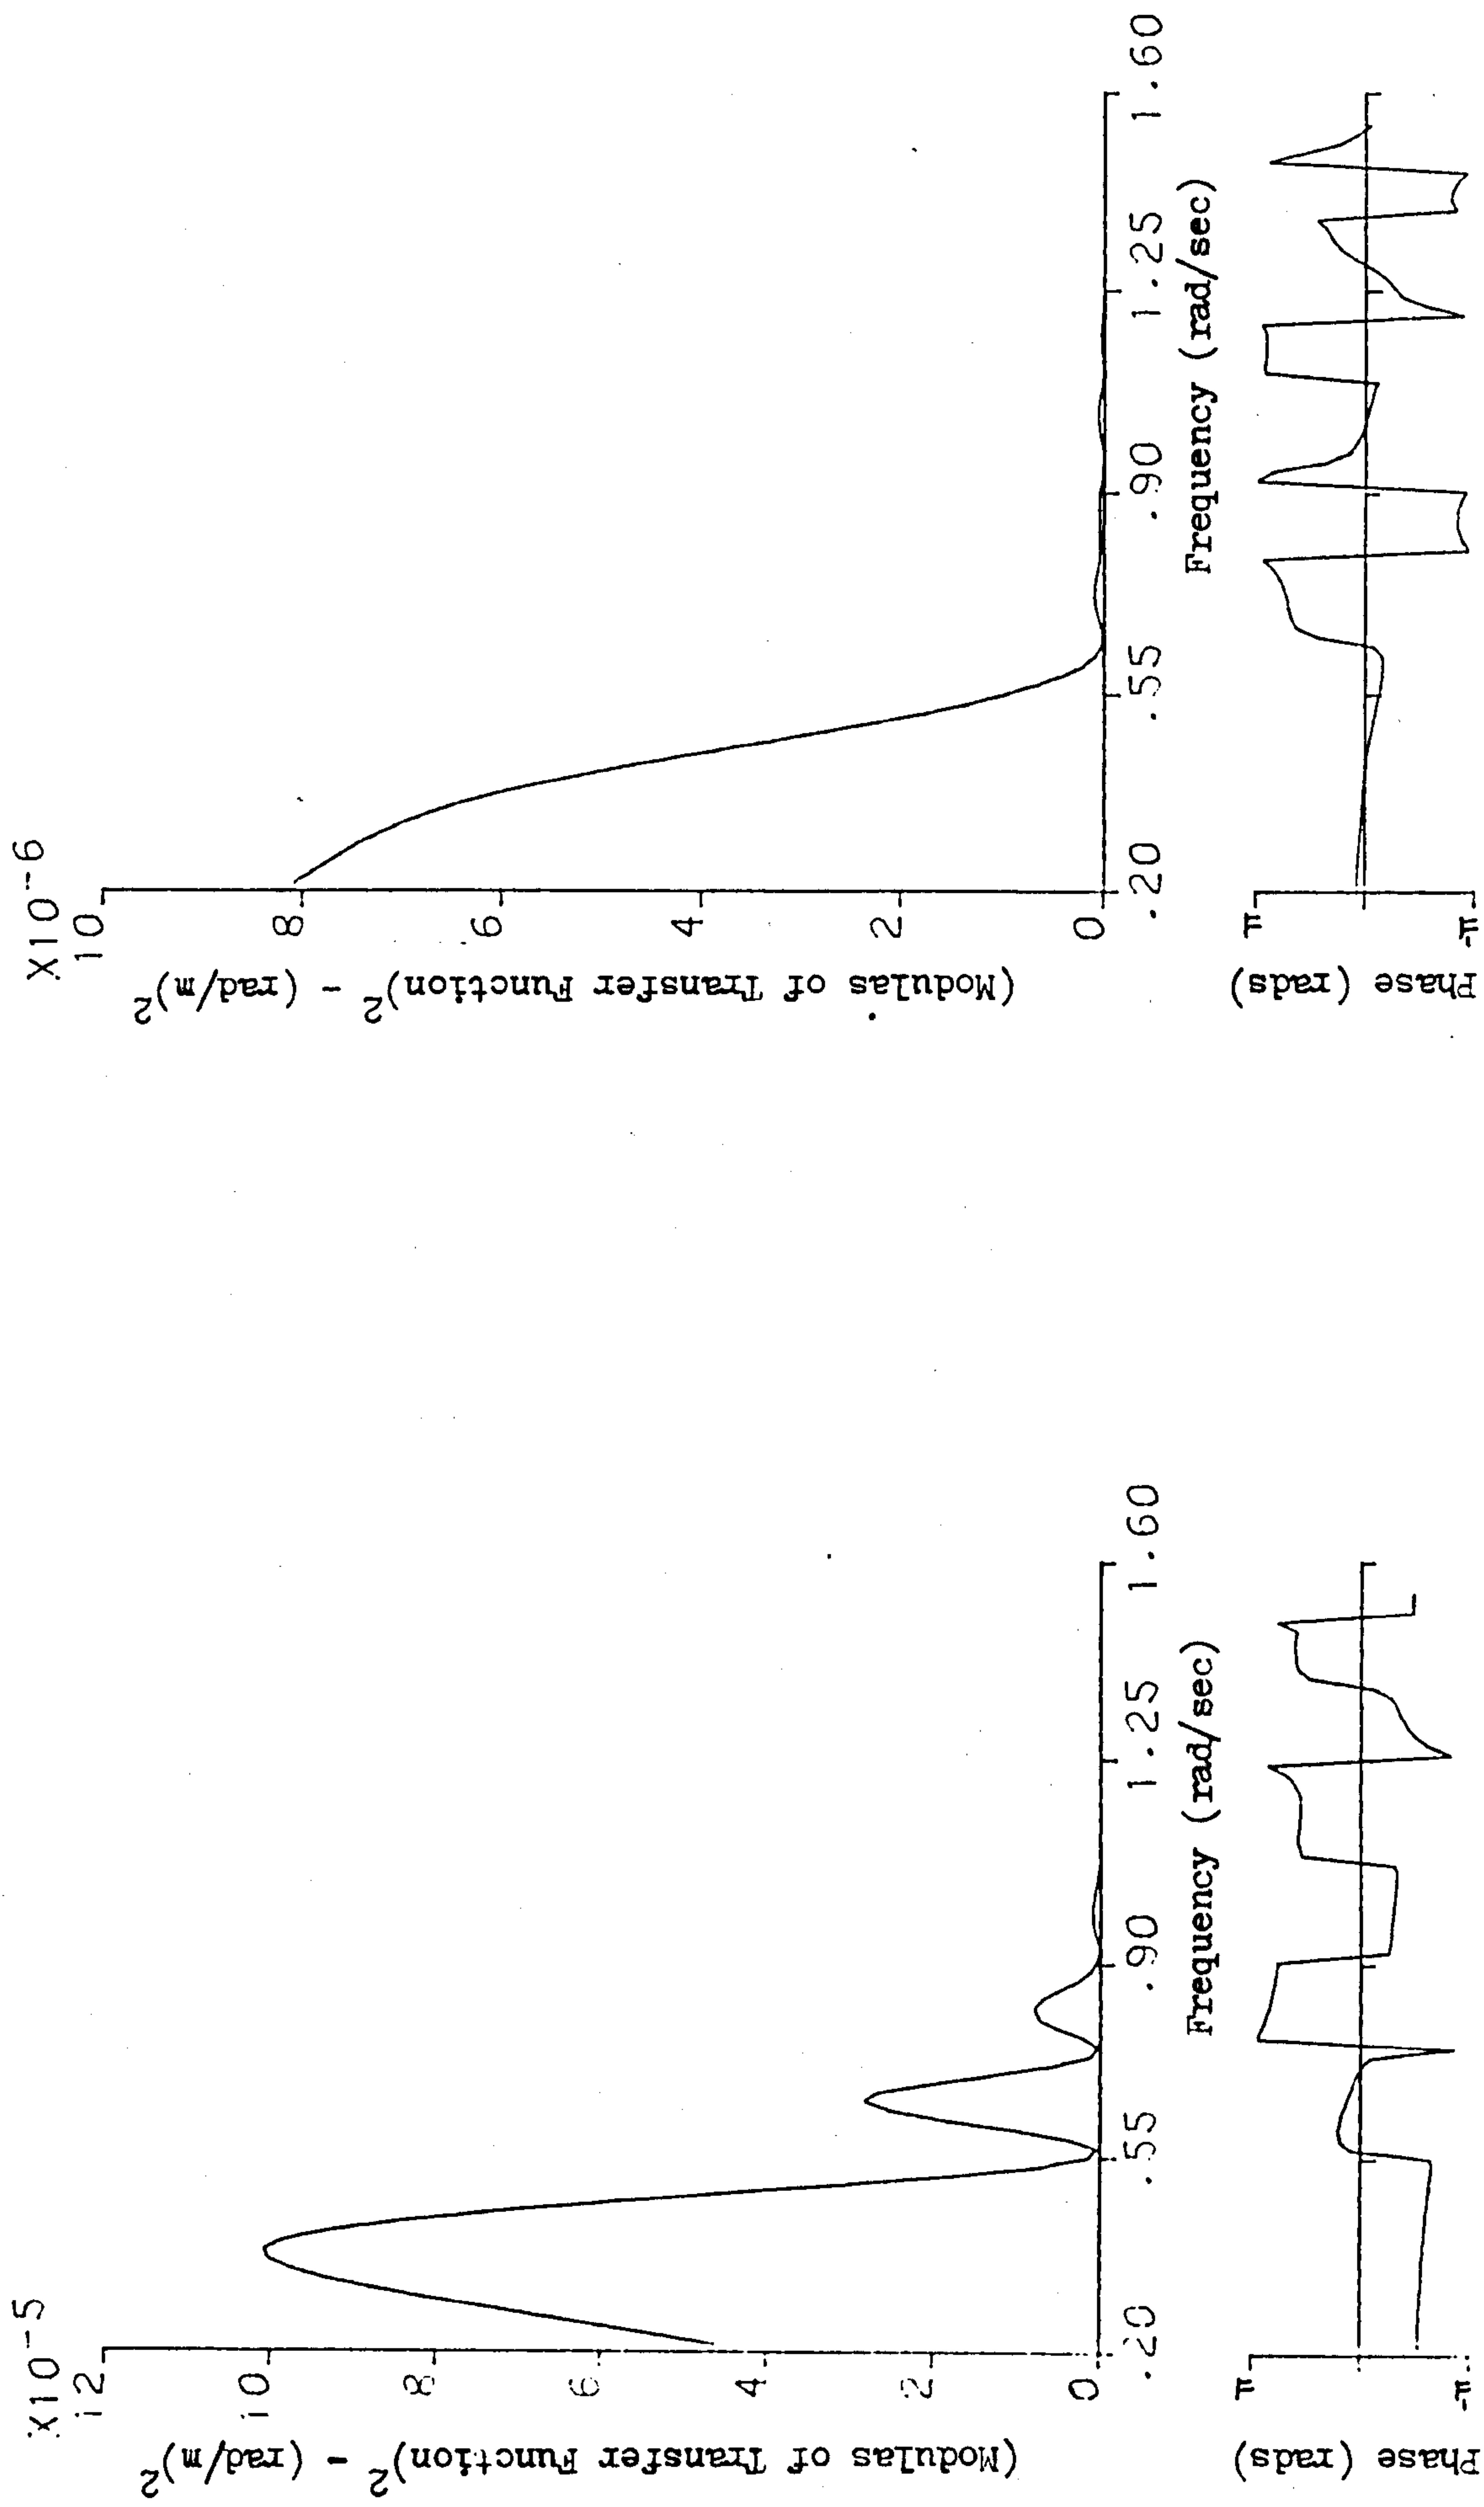 X10-5
12
10
8
6
4
2
0
(Modulas of Transfer Function)2 - (rad/m)2
.20
.55
.90
1.25
1.60
Frequency (rad/sec)
π
-π
Phase (rads)
X10-6
10
8
6
4
2
0
(Modulas of Transfer Function)2 - (rad/m)2
.20
.55
.90
1.25
1.60
Frequency (rad/sec)
π
-π
Phase (rads)